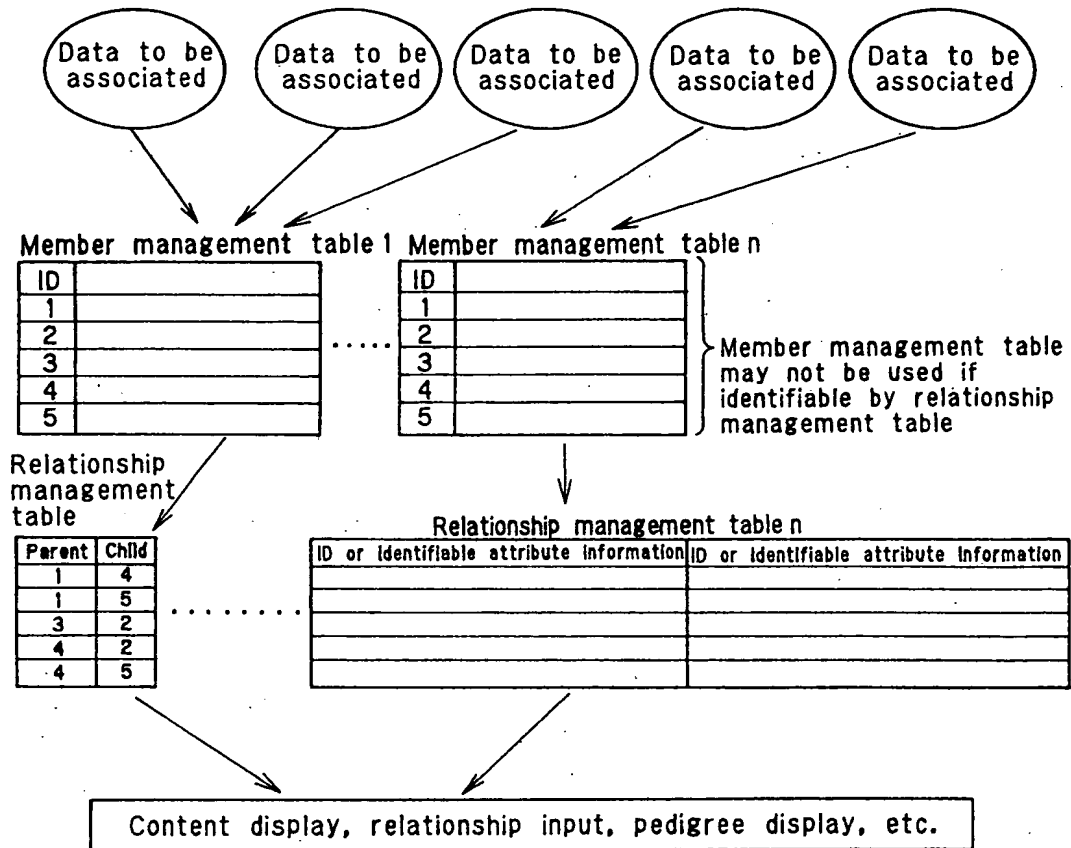 Data to be
associated
Data to be
associated
Data to be
associated
Data to be
associated
Data to be
associated
Member management table 1
ID
1
2
3
4
5
.....
Member management table n
ID
1
2
3
4
5
Member management table
may not be used if
identifiable by relationship
management table
Relationship
management
table
Parent Child
1 4
1 5
3 2
4 2
4 5
........
Relationship management table n
ID or Identifiable attribute Information ID or Identifiable attribute Information
Content display, relationship input, pedigree display, etc.